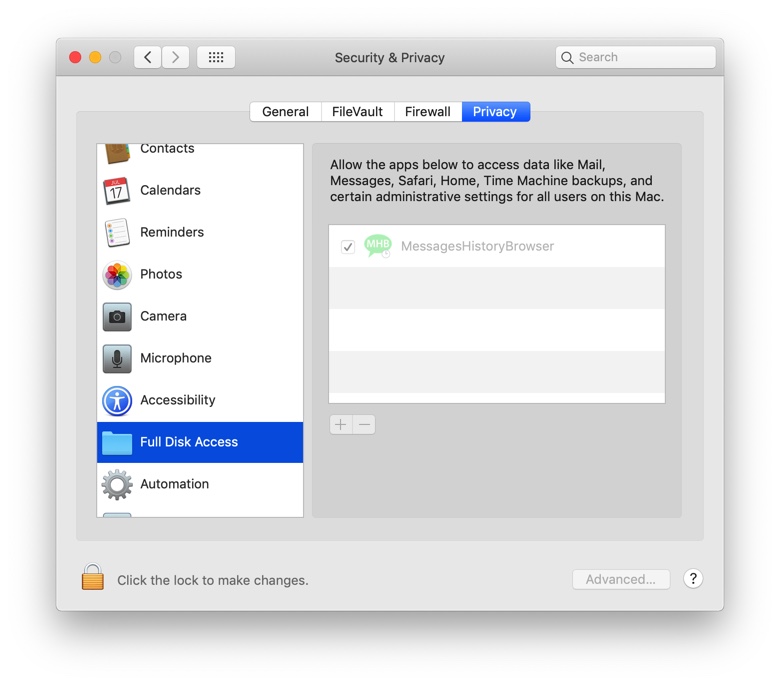 Security & Privacy
Search
General
FileVault
Firewall
Privacy
Contacts
JUL
17
Calendars
Reminders
Photos
Camera
Microphone
Accessibility
Full Disk Access
Automation
Allow the apps below to access data like Mail,
Messages, Safari, Home, Time Machine backups, and
certain administrative settings for all users on this Mac.
MHB
MessagesHistoryBrowser
Click the lock to make changes.
Advanced...
?